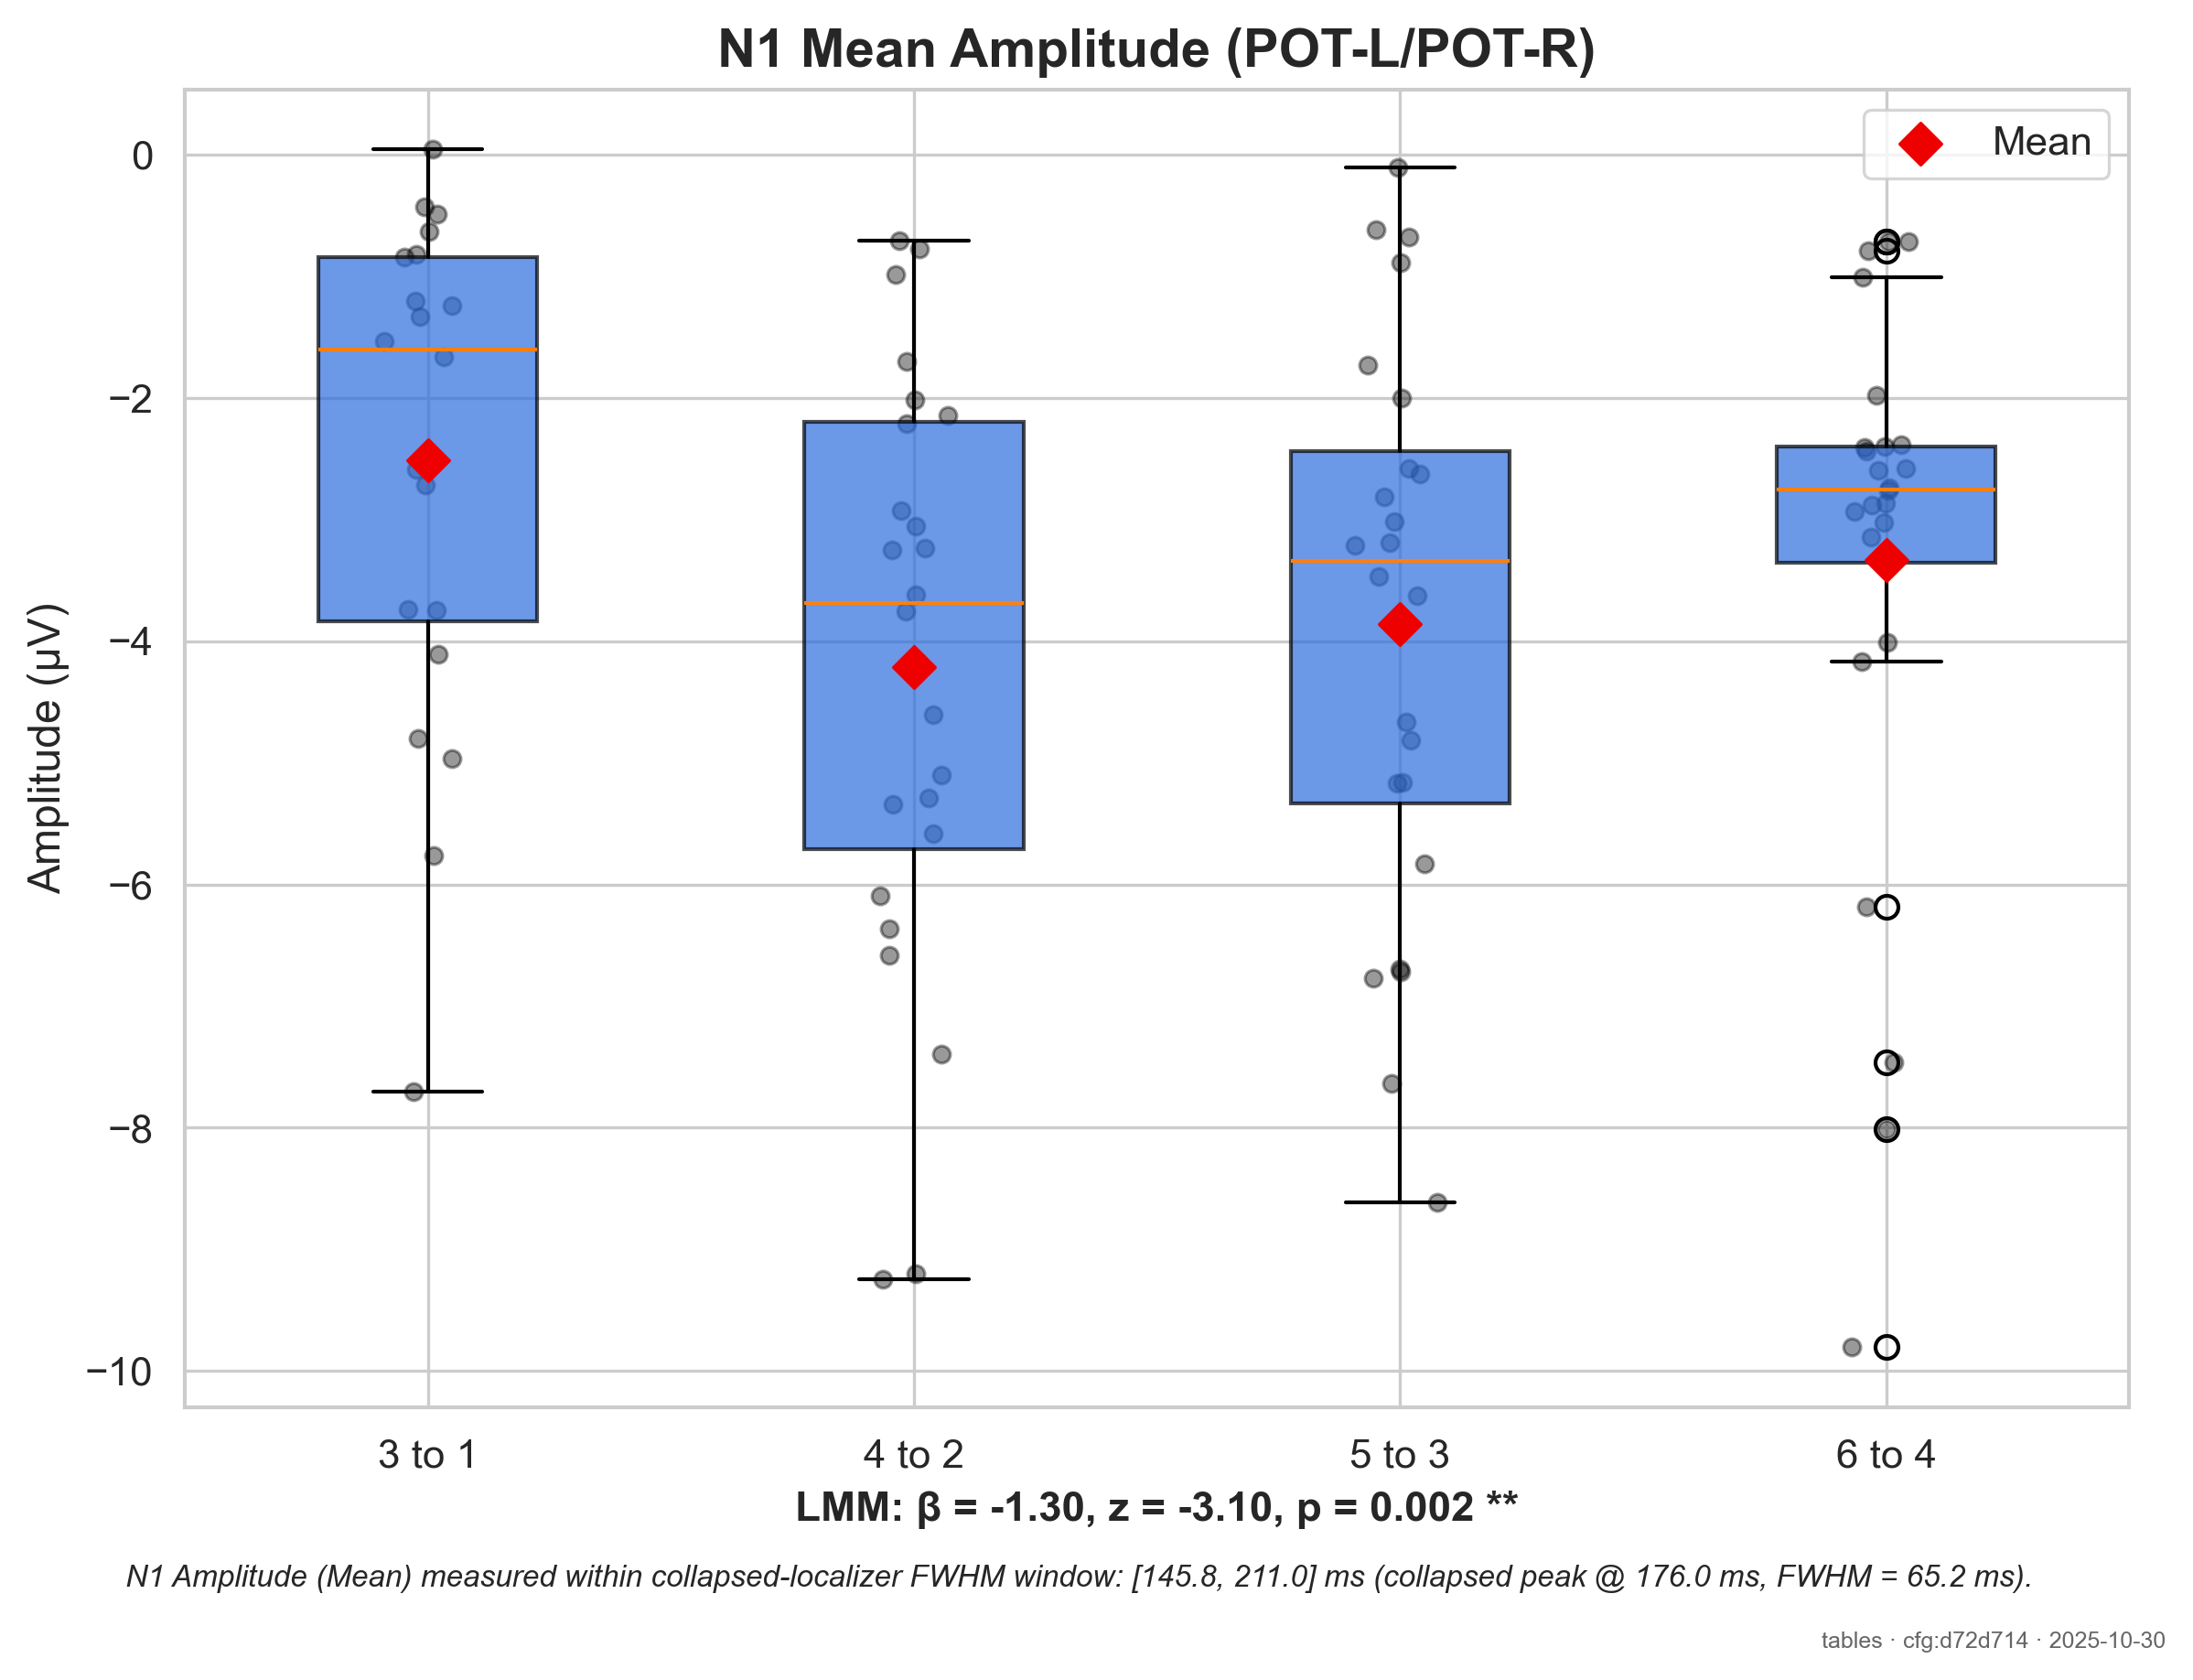 N1 Mean Amplitude (POT-L/POT-R)
Mean
Amplitude (μV)
0
−2
−4
−6
−8
−10
3 to 1
4 to 2
5 to 3
6 to 4
LMM: β = -1.30, z = -3.10, p = 0.002 **
N1 Amplitude (Mean) measured within collapsed-localizer FWHM window: [145.8, 211.0] ms (collapsed peak @ 176.0 ms, FWHM = 65.2 ms).
tables · cfg:d72d714 · 2025-10-30